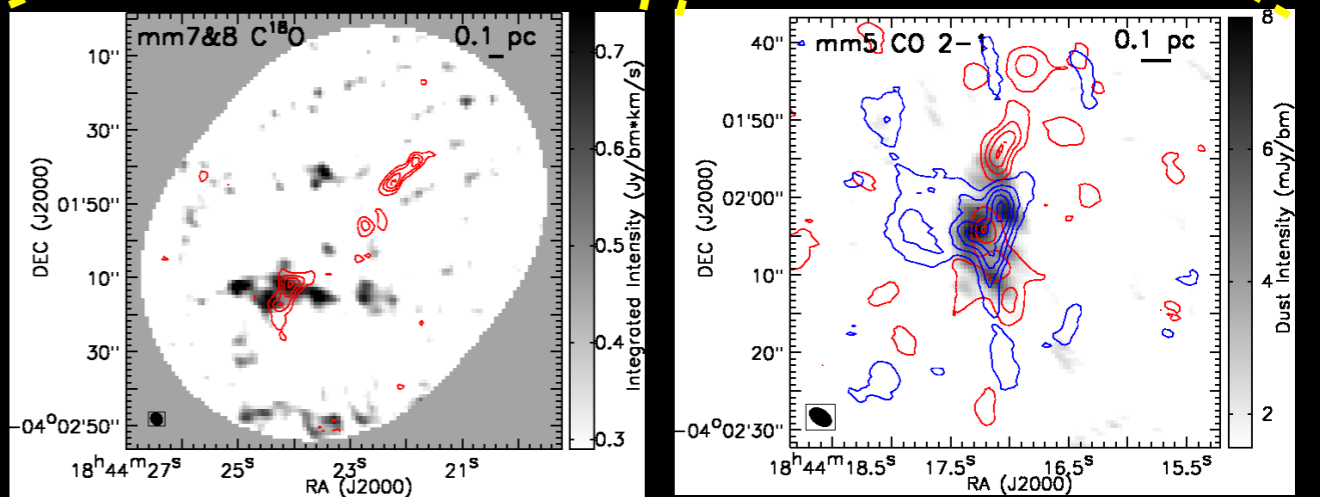 mm7&8 C¹⁸O
0.1 pc
10''
30''
01'50''
10''
30''
-04°02'50''
DEC (J2000)
18ʰ44ᵐ27ˢ
25ˢ
23ˢ
21ˢ
RA (J2000)
0.7
0.6
0.5
0.4
0.3
Integrated Intensity (Jy/bm*km/s)
mm5 CO 2-1
0.1 pc
40''
01'50''
02'00''
10''
20''
-04°02'30''
DEC (J2000)
18ʰ44ᵐ18.5ˢ
17.5ˢ
16.5ˢ
15.5ˢ
RA (J2000)
8
6
4
2
Dust Intensity (mJy/bm)